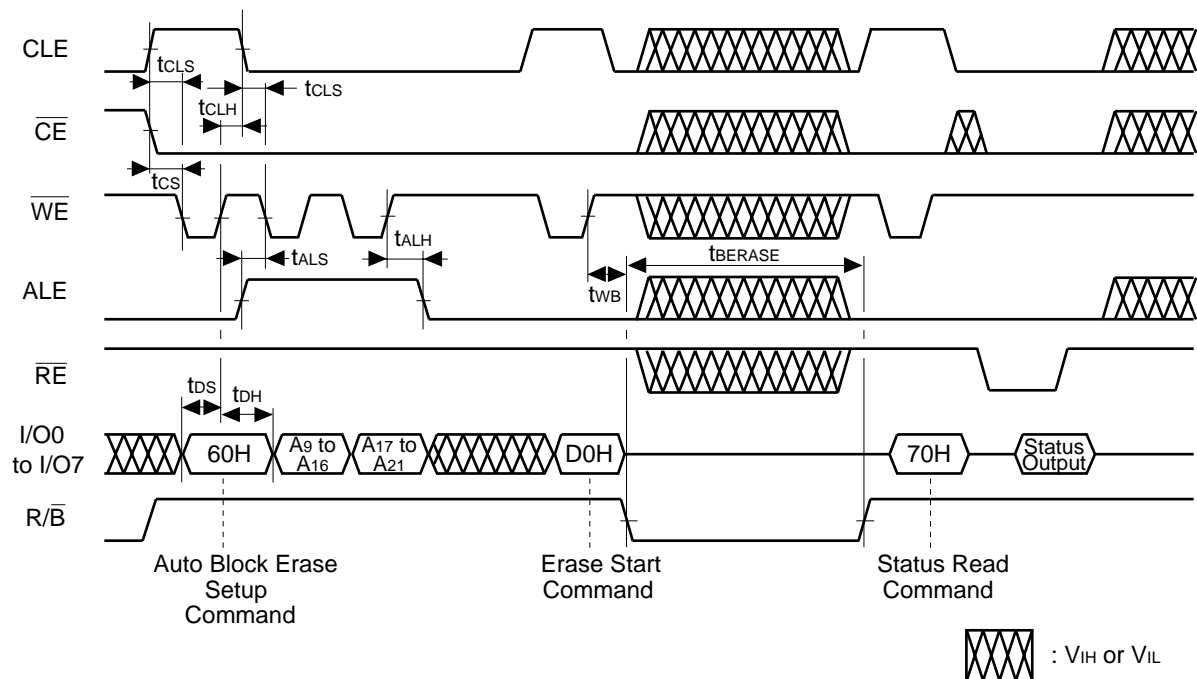 CLE
tCLS
tCLS
tCLH
CE
tCS
WE
tALH
tALS
tBERASE
tWB
ALE
RE
tDS
tDH
I/O0
to I/O7
60H
A9 to
A16
A17 to
A21
D0H
70H
Status
Output
R/B
Auto Block Erase
Setup
Command
Erase Start
Command
Status Read
Command
: VIH or VIL